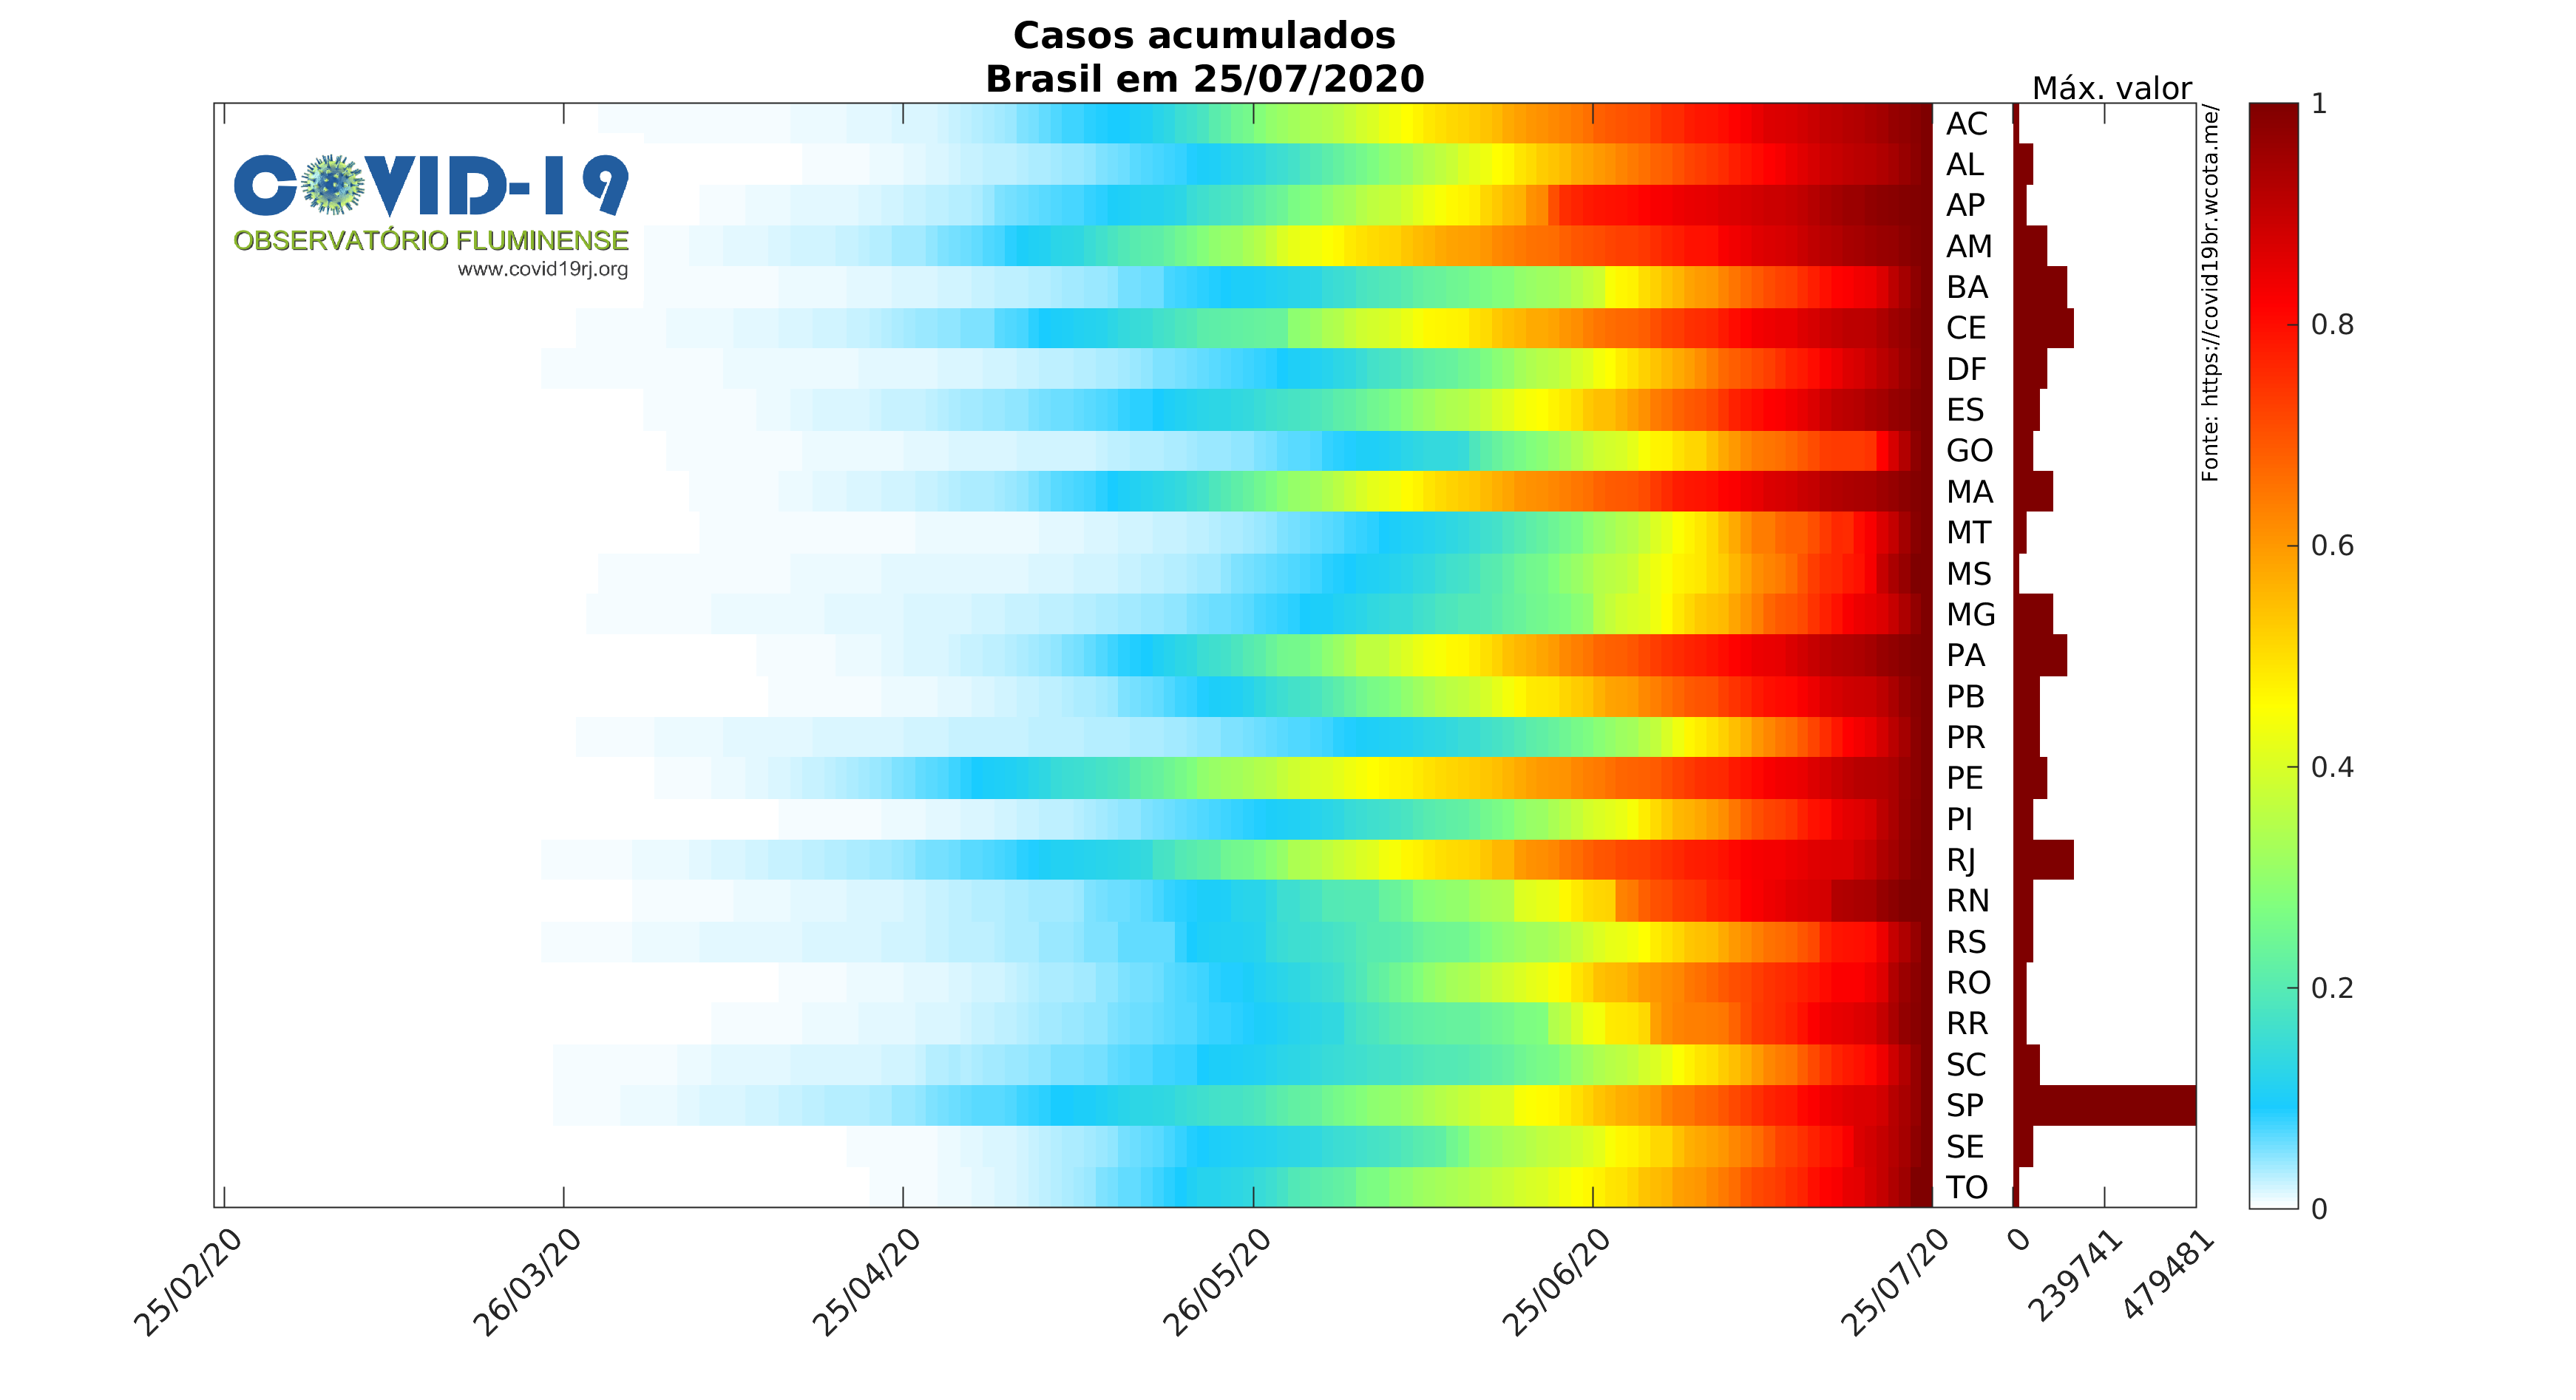 Casos acumulados
Brasil em 25/07/2020
Máx. valor
COVID-19
OBSERVATÓRIO FLUMINENSE
www.covid19rj.org
AC
AL
AP
AM
BA
CE
DF
ES
GO
MA
MT
MS
MG
PA
PB
PR
PE
PI
RJ
RN
RS
RO
RR
SC
SP
SE
TO
Fonte: https://covid19br.wcota.me/
1
0.8
0.6
0.4
0.2
0
25/02/20
26/03/20
25/04/20
26/05/20
25/06/20
25/07/20
0
239741
479481